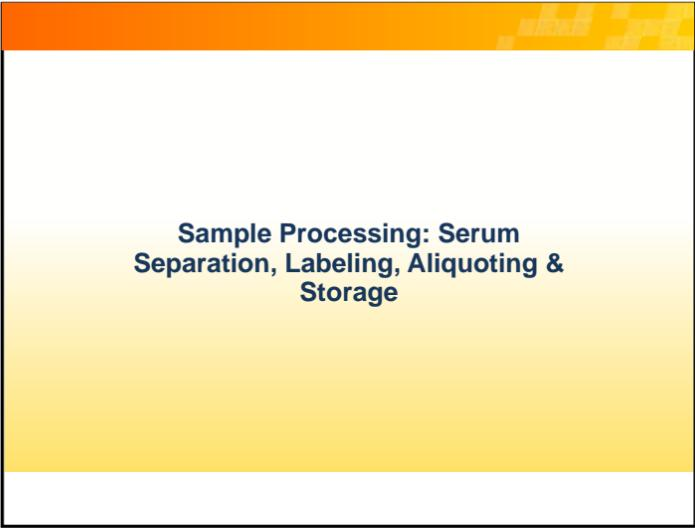 Sample Processing: Serum
Separation, Labeling, Aliquoting &
Storage